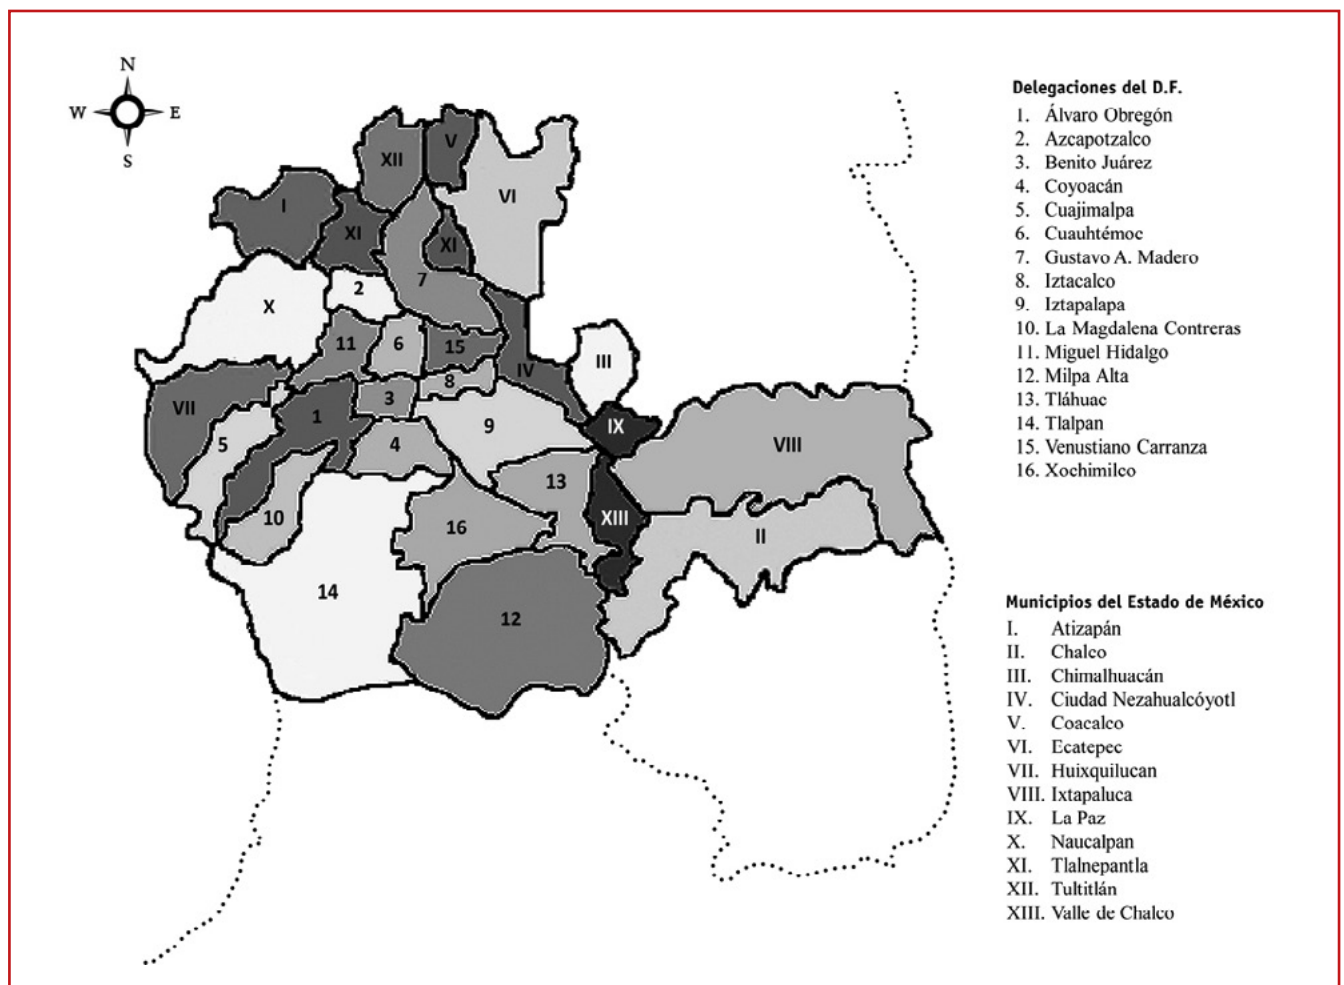 N
W E
S
XII
V
VI
I
XI
XI
7
2
X
11
6
15
III
IV
8
VII
3
1
9
IX
5
4
VIII
13
10
16
XIII
II
14
12
Delegaciones del D.F.
1. Álvaro Obregón
2. Azcapotzalco
3. Benito Juárez
4. Coyoacán
5. Cuajimalpa
6. Cuauhtémoc
7. Gustavo A. Madero
8. Iztacalco
9. Iztapalapa
10. La Magdalena Contreras
11. Miguel Hidalgo
12. Milpa Alta
13. Tláhuac
14. Tlalpan
15. Venustiano Carranza
16. Xochimilco
Municipios del Estado de México
I. Atizapán
II. Chalco
III. Chimalhuacán
IV. Ciudad Nezahualcóyotl
V. Coacalco
VI. Ecatepec
VII. Huixquilucan
VIII. Ixtapaluca
IX. La Paz
X. Naucalpan
XI. Tlalnepantla
XII. Tultitlán
XIII. Valle de Chalco